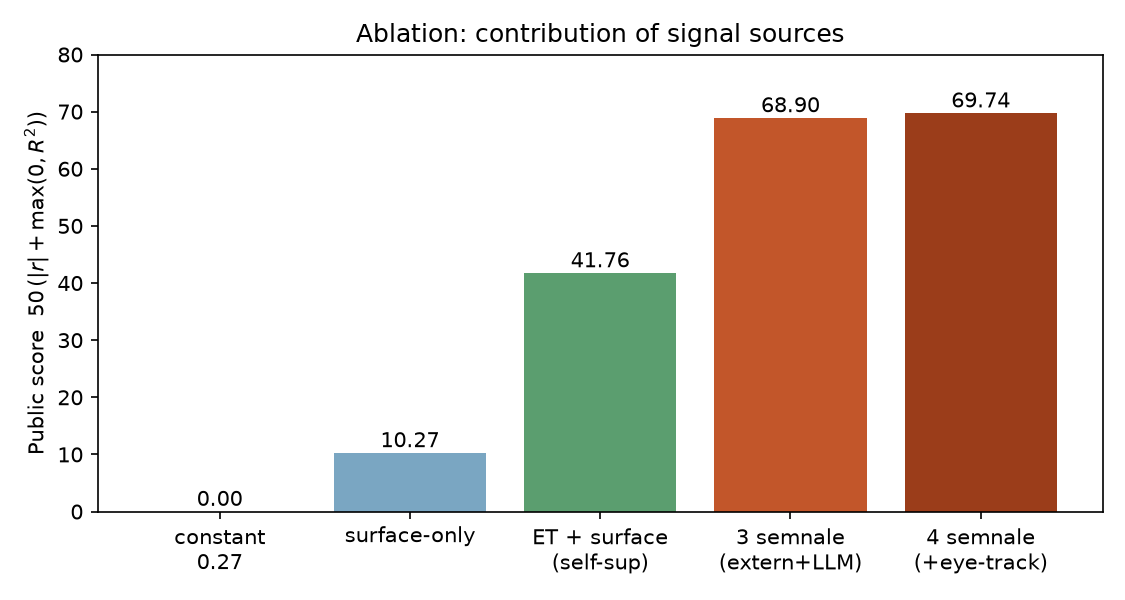 Ablation: contribution of signal sources
Public score 50 (|r| + max(0, R²))
80
70
60
50
40
30
20
10
0
0.00
10.27
41.76
68.90
69.74
constant
0.27
surface-only
ET + surface
(self-sup)
3 semnale
(extern+LLM)
4 semnale
(+eye-track)